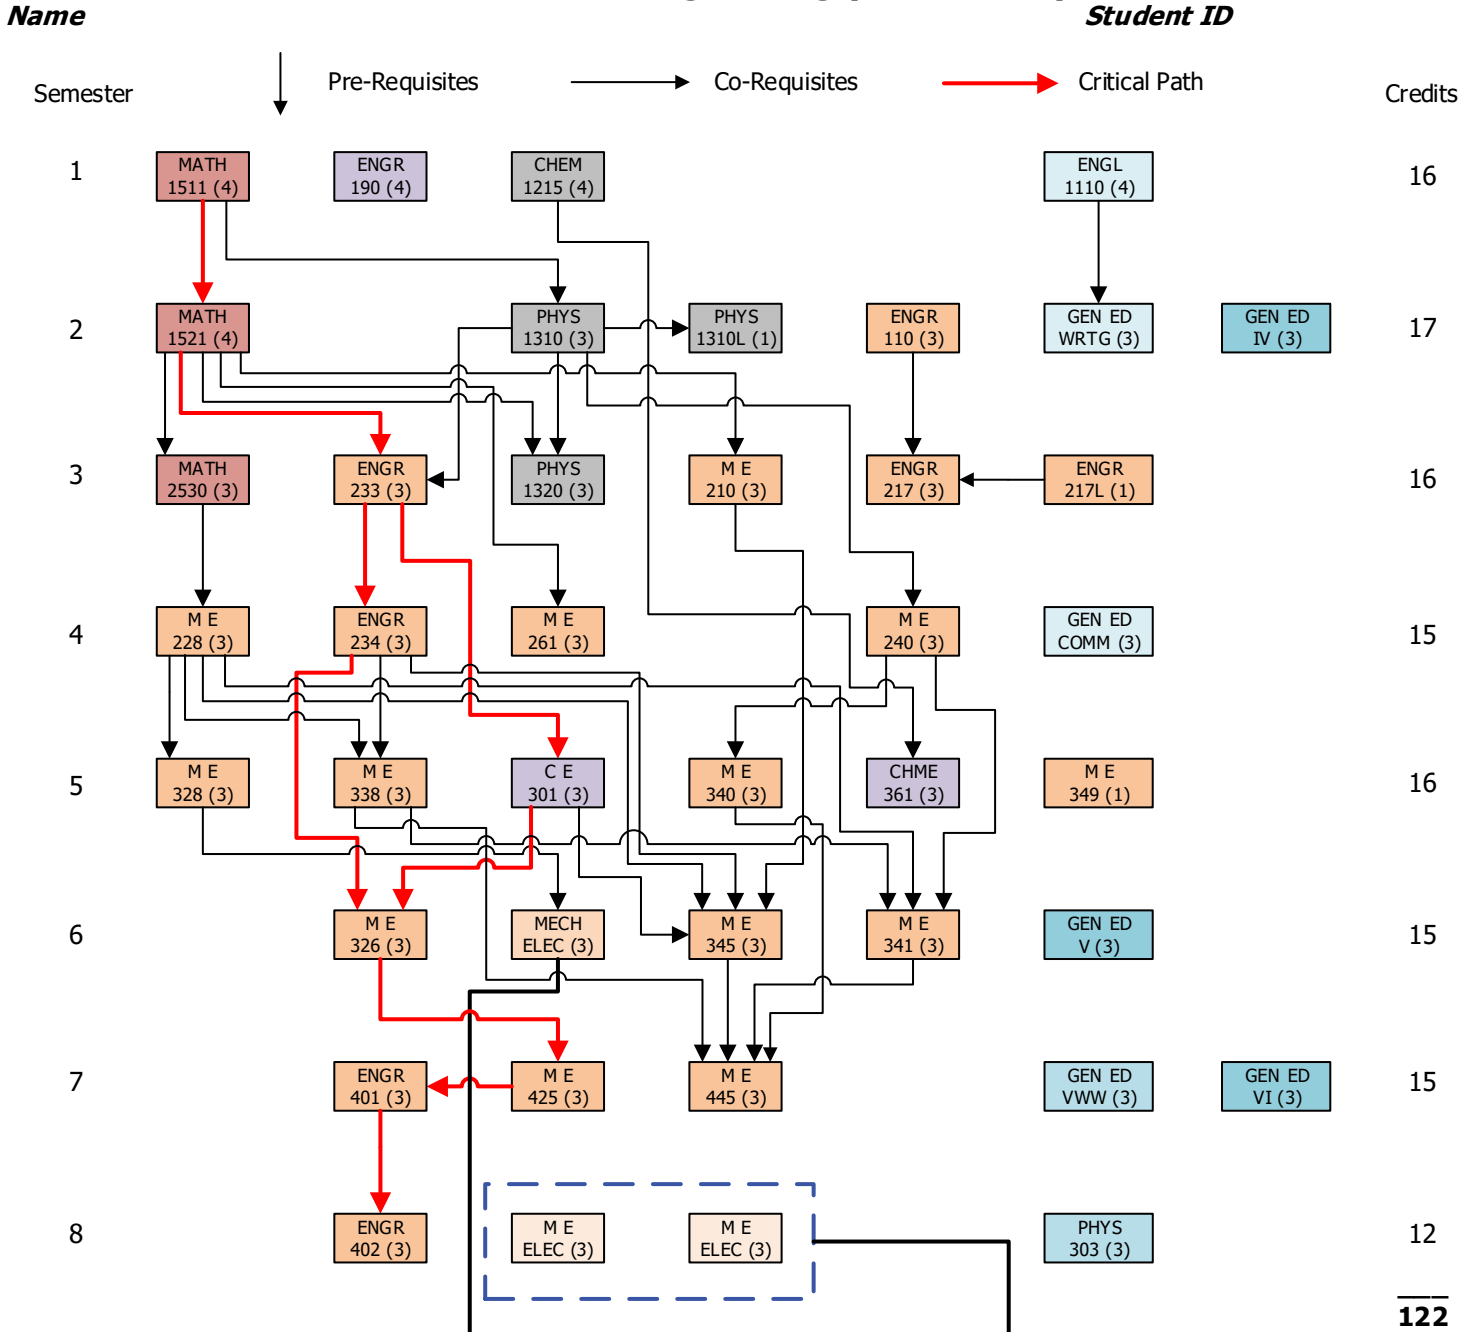 Name
Student ID
Semester
Pre-Requisites
Co-Requisites
Critical Path
Credits
1
MATH
1511 (4)
ENGR
190 (4)
CHEM
1215 (4)
ENGL
1110 (4)
16
2
MATH
1521 (4)
PHYS
1310 (3)
PHYS
1310L (1)
ENGR
110 (3)
GEN ED
WRTG (3)
GEN ED
IV (3)
17
3
MATH
2530 (3)
ENGR
233 (3)
PHYS
1320 (3)
M E
210 (3)
ENGR
217 (3)
ENGR
217L (1)
16
4
M E
228 (3)
ENGR
234 (3)
M E
261 (3)
M E
240 (3)
GEN ED
COMM (3)
15
5
M E
328 (3)
M E
338 (3)
C E
301 (3)
M E
340 (3)
CHME
361 (3)
M E
349 (1)
16
6
M E
326 (3)
MECH
ELEC (3)
M E
345 (3)
M E
341 (3)
GEN ED
V (3)
15
7
ENGR
401 (3)
M E
425 (3)
M E
445 (3)
GEN ED
VWW (3)
GEN ED
VI (3)
15
8
ENGR
402 (3)
M E
ELEC (3)
M E
ELEC (3)
PHYS
303 (3)
12
122